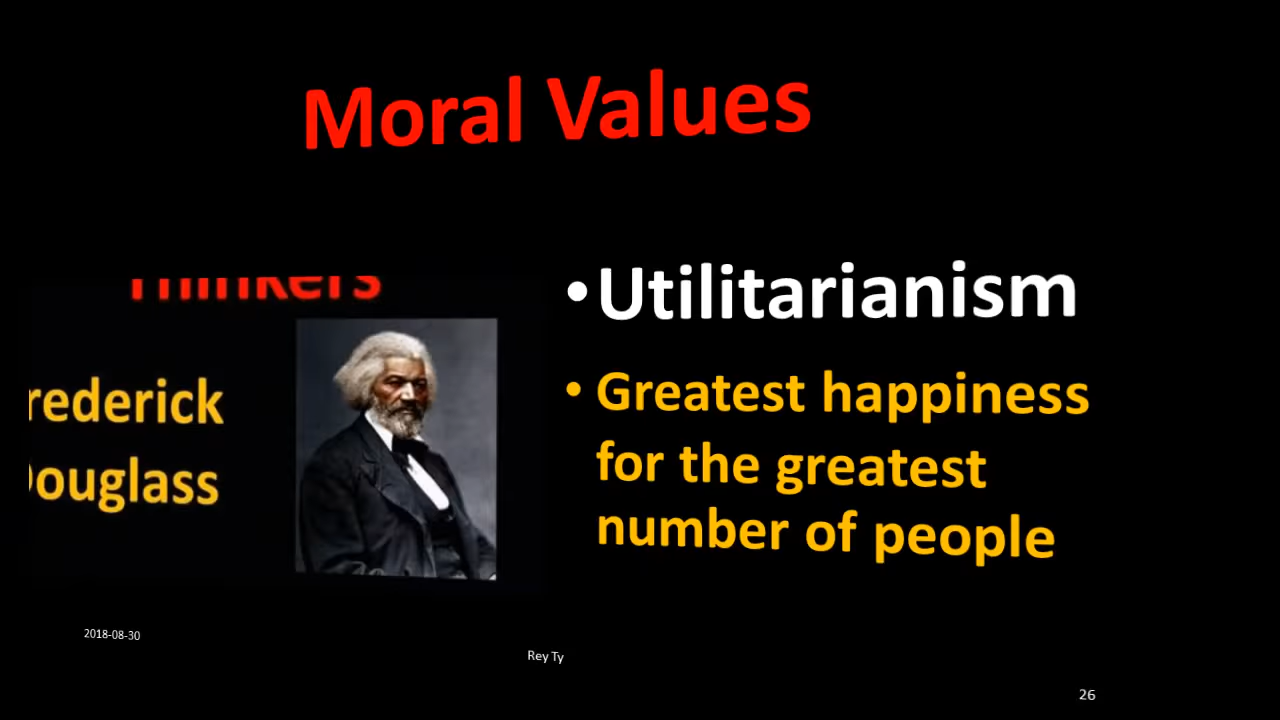 Moral Values
Thinkers
rederick
ouglass
•Utilitarianism
• Greatest happiness
for the greatest
number of people
2018-08-30
Rey Ty
26